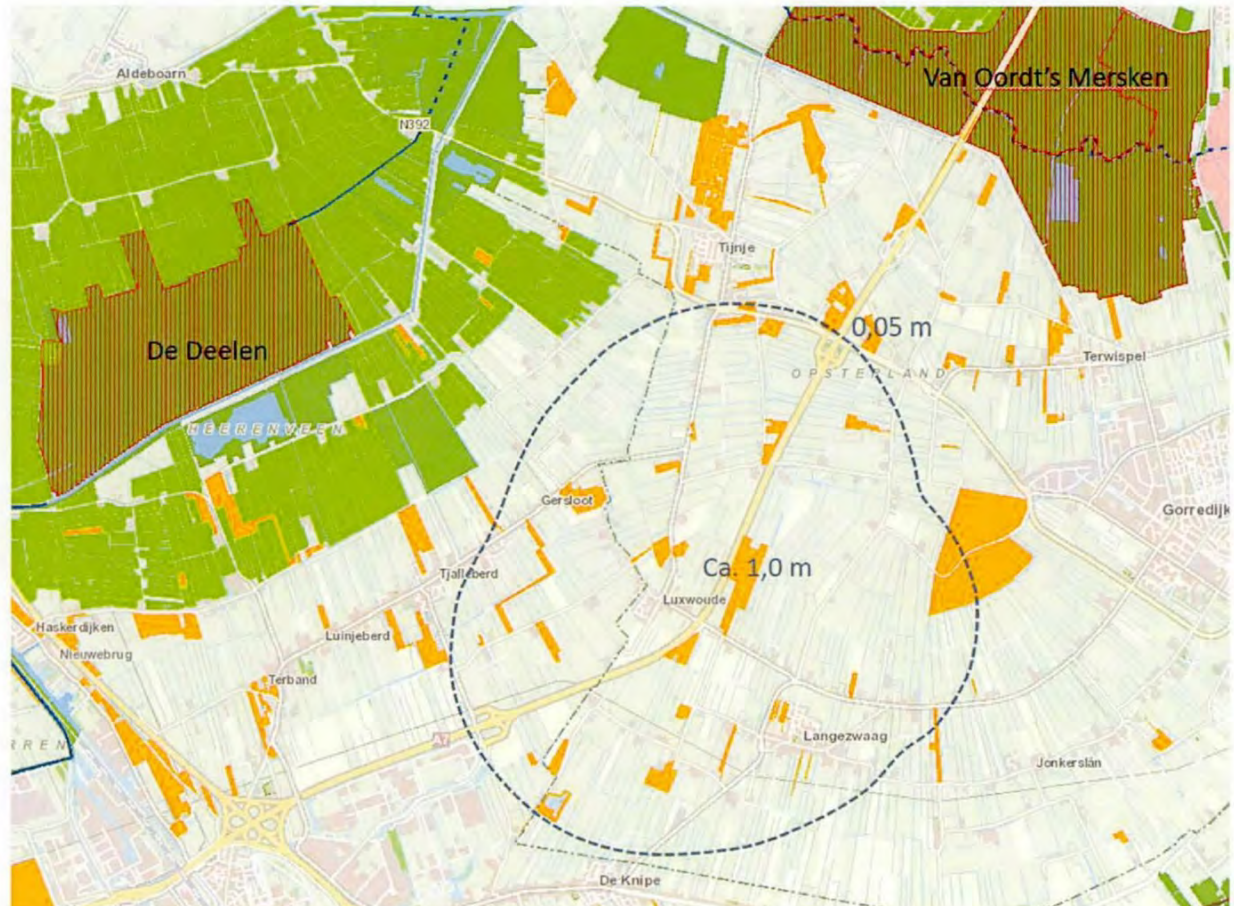 Aldeboarn
Van Oordt's Mersken
N392
Tijnje
0,05 m
De Deelen
OPSTERLAND
Terwispel
HEERENVEEN
Gersloot
Gorredijk
Ca. 1,0 m
Tjalleberd
Luxwoude
Haskerdijken
Luinjeberd
Nieuwebrug
Terband
Langezwaag
RREN
A7
Jonkerslân
De Knipe